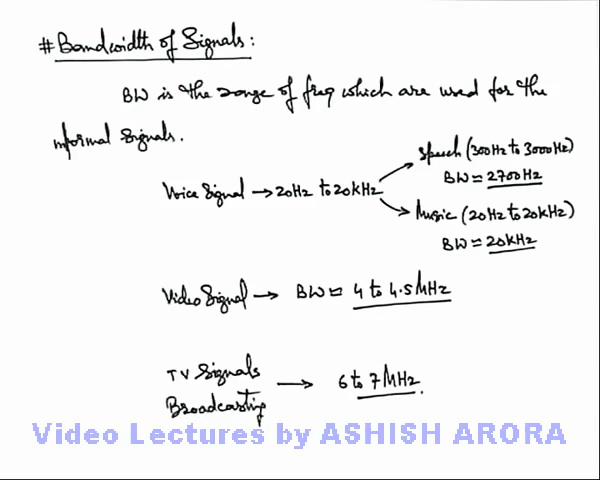 # Bandwidth of Signals:
BW is the range of freq which are used for the
informal Signals.
Speech (300Hz to 3000Hz)
BW = 2700Hz
Voice Signal → 20Hz to 20kHz
Music (20Hz to 20kHz)
BW = 20kHz
Video Signal → BW = 4 to 4.5MHz
TV Signals
Broadcasting → 6 to 7MHz.
Video Lectures by ASHISH ARORA